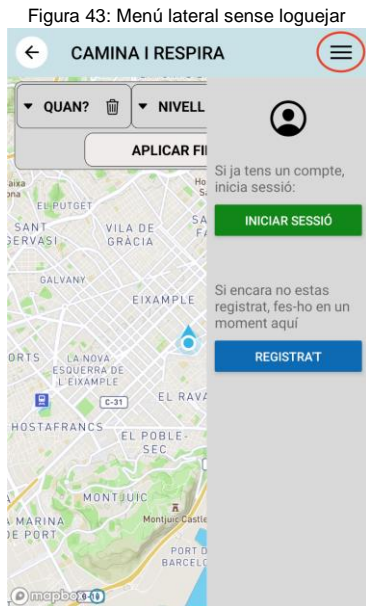 Figura 43: Menú lateral sense loguejar
CAMINA I RESPIRA
QUAN?
NIVELL
APLICAR FI
Si ja tens un compte,
inicia sessió:
INICIAR SESSIÓ
Si encara no estas
registrat, fes-ho en un
moment aquí
REGISTRA'T
EL PUTGET
SANT
GERVASI
VILA DE
GRÀCIA
GALVANY
EIXAMPLE
LA NOVA
ESQUERRA DE
L'EIXAMPLE
ORTS
C-31
EL RAVA
HOSTAFRANCS
EL POBLE-
SEC
MONTJUIC
Montjuic Castle
MARINA
DE PORT
PORT D
BARCEL
mapbox